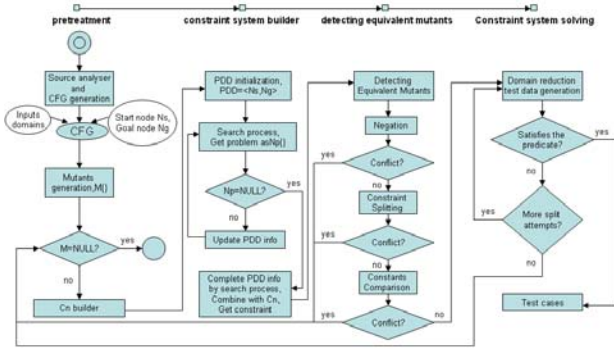 pretreatment
constraint system builder
detecting equivalent mutants
Constraint system solving
Source analyser
and
CFG generation
Inputs
domains
CFG
Start node Ns,
Goal node Ng
Mutants
generation,M()
M=NULL?
yes
no
Cn builder
PDD initialization,
PDD=<Ns,Ng>
Search process,
Get problem asNp()
Np=NULL?
yes
no
Update PDD info
Complete PDD info
by search process,
Combine with Cn,
Get constraint
Detecting
Equivalent Mutants
Negation
yes
Conflict?
no
Constraint
Splitting
yes
Conflict?
no
Constants
Comparison
yes
Conflict?
no
Domain reduction
test data generation
Satisfies the
predicate?
yes
no
yes
More split
attempts?
no
Test cases